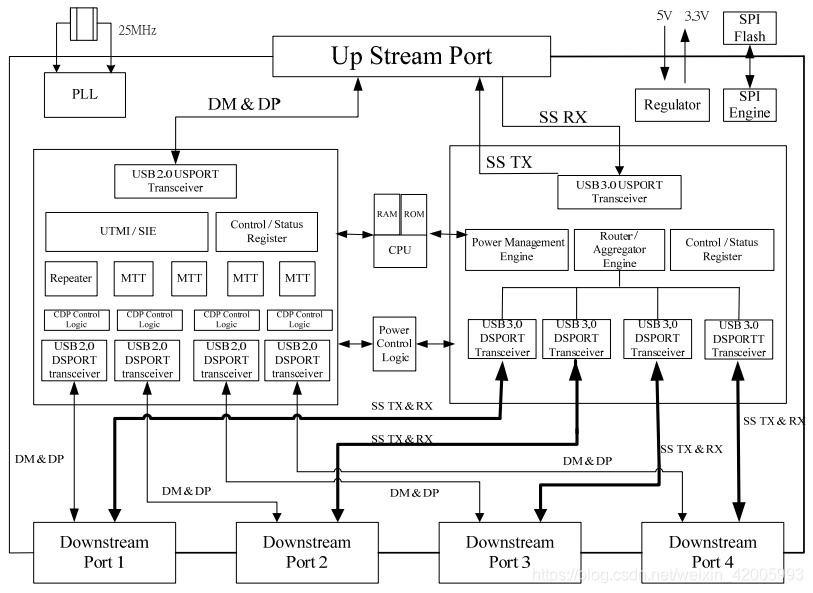 25MHz
5V
3.3V
SPI
Flash
Up Stream Port
PLL
Regulator
SPI
Engine
DM & DP
SS RX
SS TX
USB 2.0 USPORT
Transceiver
USB 3.0 USPORT
Transceiver
RAM
ROM
CPU
UTMI / SIE
Control / Status
Register
Power Management
Engine
Router/
Aggregator
Engine
Control / Status
Register
Repeater
MTT
MTT
MTT
MTT
CDP Control
Logic
CDP Control
Logic
CDP Control
Logic
CDP Control
Logic
Power
Control
Logic
USB 2.0
DSPORT
transceiver
USB 2.0
DSPORT
transceiver
USB 2.0
DSPORT
transceiver
USB 2.0
DSPORT
transceiver
USB 3.0
DSPORT
Transceiver
USB 3.0
DSPORT
Transceiver
USB 3.0
DSPORT
Transceiver
USB 3.0
DSPORTT
Transceiver
SS TX & RX
SS TX & RX
SS TX & RX
SS TX & RX
DM & DP
DM & DP
DM & DP
DM & DP
Downstream
Port 1
Downstream
Port 2
Downstream
Port 3
Downstream
Port 4
https://blog.csdn.net/weixin_42005993